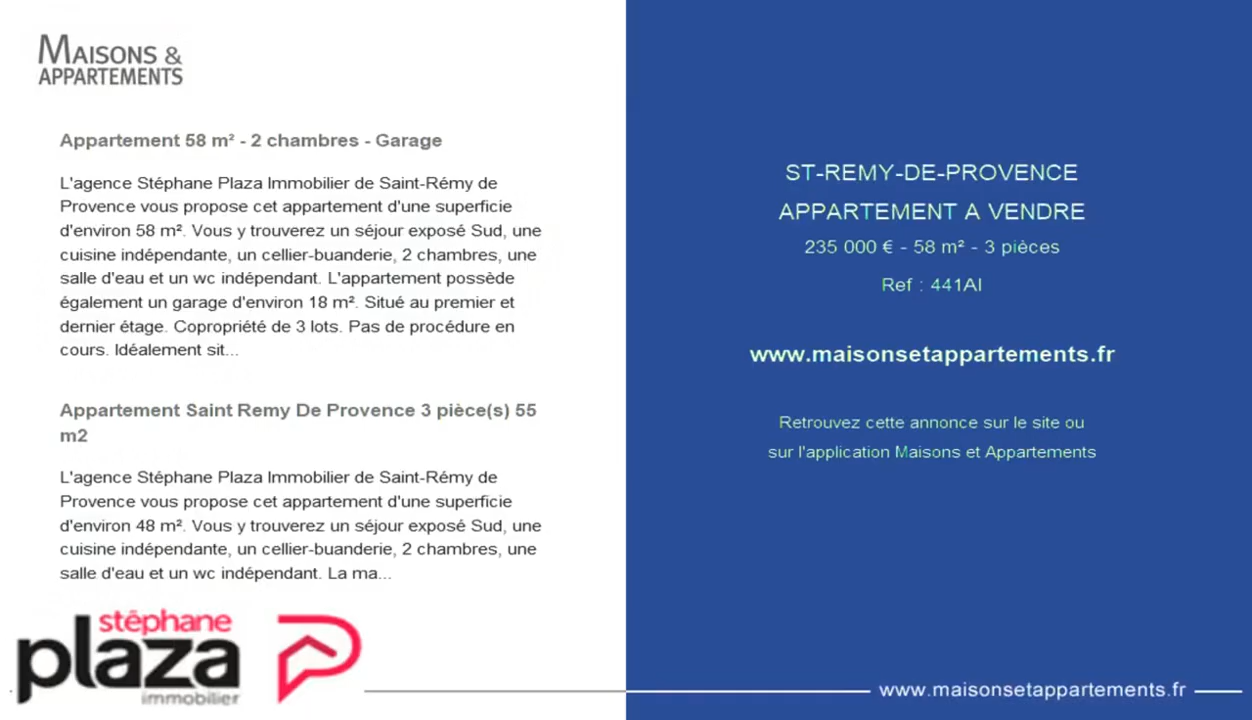 MAISONS &
APPARTEMENTS
Appartement 58 m² - 2 chambres - Garage
L'agence Stéphane Plaza Immobilier de Saint-Rémy de
Provence vous propose cet appartement d'une superficie
d'environ 58 m². Vous y trouverez un séjour exposé Sud, une
cuisine indépendante, un cellier-buanderie, 2 chambres, une
salle d'eau et un wc indépendant. L'appartement possède
également un garage d'environ 18 m². Situé au premier et
dernier étage. Copropriété de 3 lots. Pas de procédure en
cours. Idéalement sit...
Appartement Saint Remy De Provence 3 pièce(s) 55
m2
L'agence Stéphane Plaza Immobilier de Saint-Rémy de
Provence vous propose cet appartement d'une superficie
d'environ 48 m². Vous y trouverez un séjour exposé Sud, une
cuisine indépendante, un cellier-buanderie, 2 chambres, une
salle d'eau et un wc indépendant. La ma...
stéphane
plaza
immobilier
ST-REMY-DE-PROVENCE
APPARTEMENT A VENDRE
235 000 € - 58 m² - 3 pièces
Ref : 441AI
www.maisonsetappartements.fr
Retrouvez cette annonce sur le site ou
sur l'application Maisons et Appartements
www.maisonsetappartements.fr